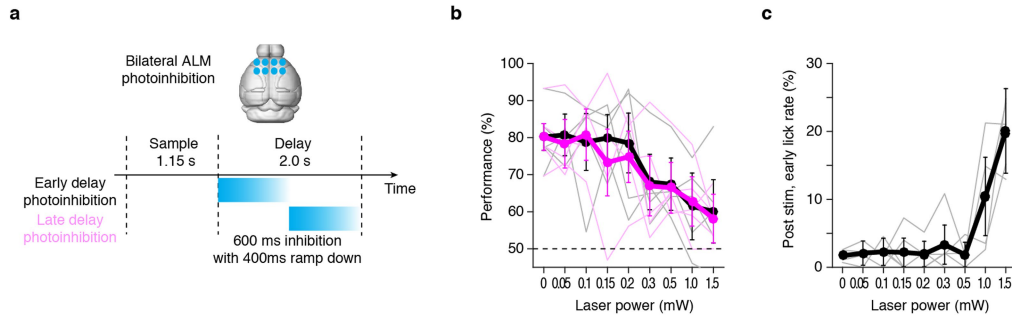 a
Bilateral ALM
photoinhibition
Sample
1.15 s
Delay
2.0 s
Time
Early delay
photoinhibition
Late delay
photoinhibition
600 ms inhibition
with 400ms ramp down
b
Performance (%)
100
90
80
70
60
50
0 0.05 0.1 0.15 0.2 0.3 0.5 1.0 1.5
Laser power (mW)
c
Post stim, early lick rate (%)
30
20
10
0
0 0.05 0.1 0.15 0.2 0.3 0.5 1.0 1.5
Laser power (mW)